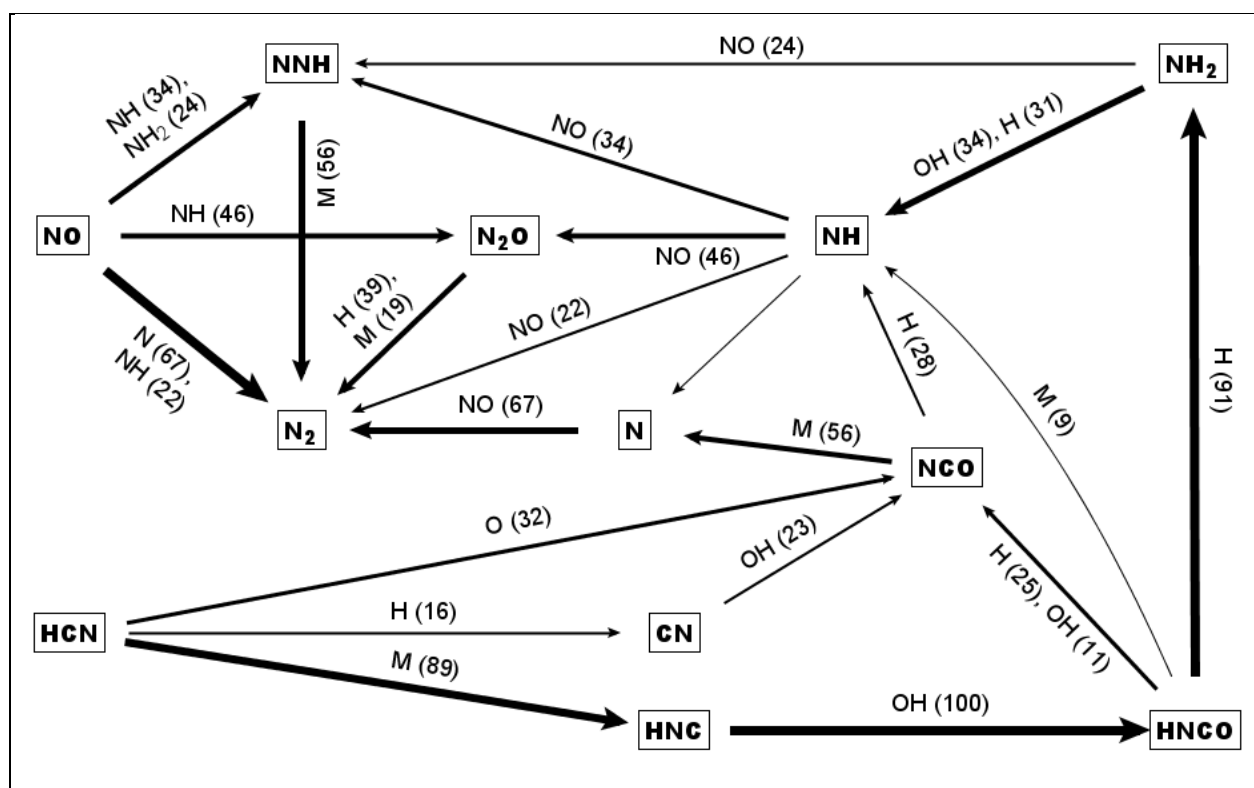 NO (24)
NNH
NH₂
NH (34),
NH₂ (24)
NO (34)
OH (34), H (31)
M (56)
NH (46)
NO
N₂O
NH
NO (46)
H (39),
M (19)
NO (22)
N (67),
NH (22)
H (28)
H (91)
NO (67)
N₂
N
M (9)
M (56)
NCO
O (32)
OH (23)
H (25), OH (11)
HCN
H (16)
CN
M (89)
OH (100)
HNC
HNCO